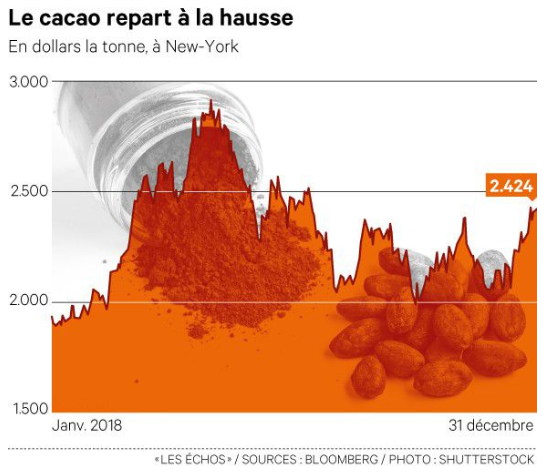 Le cacao repart à la hausse
En dollars la tonne, à New-York
3.000
2.500
2.424
2.000
1.500
Janv. 2018
31 décembre
«LES ÉCHOS» / SOURCES : BLOOMBERG / PHOTO : SHUTTERSTOCK